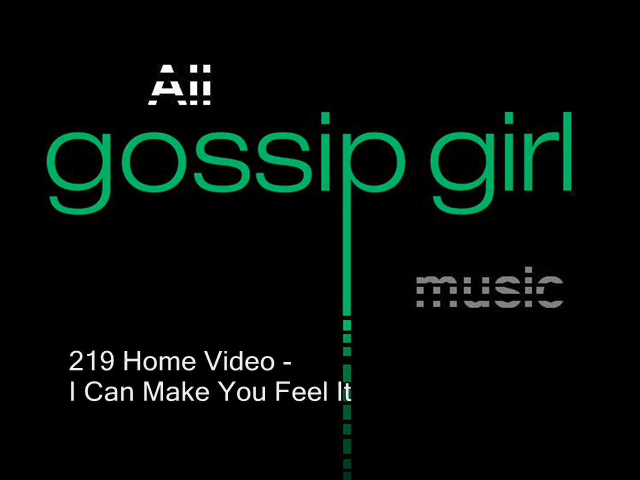 All
gossip girl
music
219 Home Video -
I Can Make You Feel It